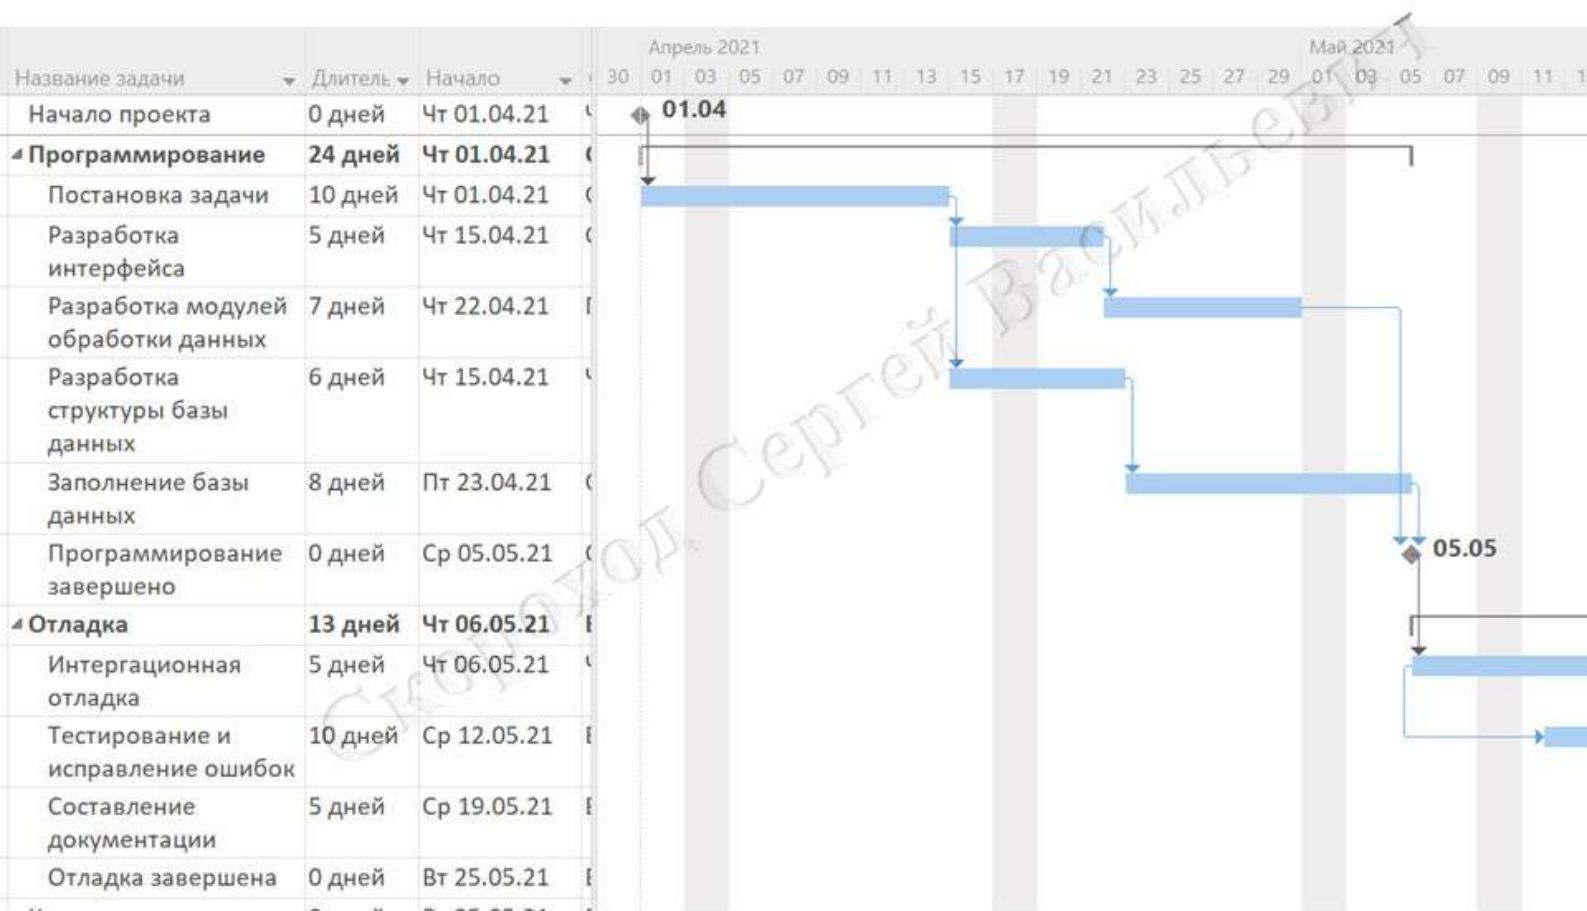 Апрель 2021 Май 2021
Название задачи Длитель Начало 30 01 03 05 07 09 11 13 15 17 19 21 23 25 27 29 01 03 05 07 09 11
Начало проекта 0 дней Чт 01.04.21 01.04
Программирование 24 дней Чт 01.04.21
Постановка задачи 10 дней Чт 01.04.21
Разработка 5 дней Чт 15.04.21
интерфейса
Разработка модулей 7 дней Чт 22.04.21
обработки данных
Разработка 6 дней Чт 15.04.21
структуры базы
данных
Заполнение базы 8 дней Пт 23.04.21
данных
Программирование 0 дней Ср 05.05.21 05.05
завершено
Отладка 13 дней Чт 06.05.21
Интергационная 5 дней Чт 06.05.21
отладка
Тестирование и 10 дней Ср 12.05.21
исправление ошибок
Составление 5 дней Ср 19.05.21
документации
Отладка завершена 0 дней Вт 25.05.21
Скороход Сергей Васильевич